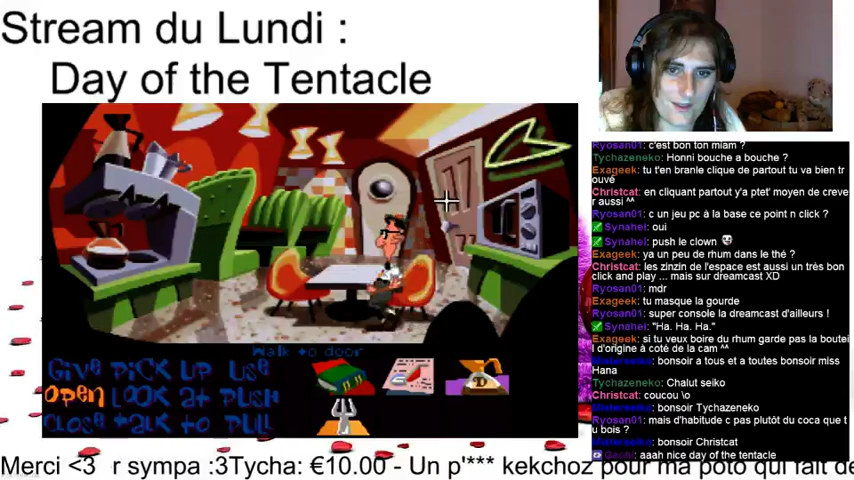 Stream du Lundi :
Day of the Tentacle
Walk to door
Give Pick up Use
Open Look at Push
Close Talk to Pull
Ryosan01: c'est bon ton miam ?
Tychazeneko: Honni bouche a bouche ?
Exageek: tu t'en branle clique de partout tu va bien tr
ouvé
Christcat: en cliquant partout y'a ptet' moyen de creve
r aussi ^^
Ryosan01: c un jeu pc à la base ce point n click ?
Synahei: oui
Synahei: push le clown
Exageek: ya un peu de rhum dans le thé ?
Christcat: les zinzin de l'espace est aussi un très bon
click and play ... mais sur dreamcast XD
Ryosan01: mdr
Exageek: tu masque la gourde
Ryosan01: super console la dreamcast d'ailleurs !
Synahei: "Ha. Ha. Ha."
Exageek: si tu veux boire du rhum garde pas la boutei
l d'origine à coté de la cam ^^
bonsoir a tous et a toutes bonsoir miss
Hana
Tychazeneko: Chalut seiko
Christcat: coucou \o
bonsoir Tychazeneko
Ryosan01: mais d'habitude c pas plutôt du coca que t
u bois ?
bonsoir Christcat
aaah nice day of the tentacle
Merci <3 r sympa :3Tycha: €10.00 - Un p'*** kekchoz pour ma poto qui fait de